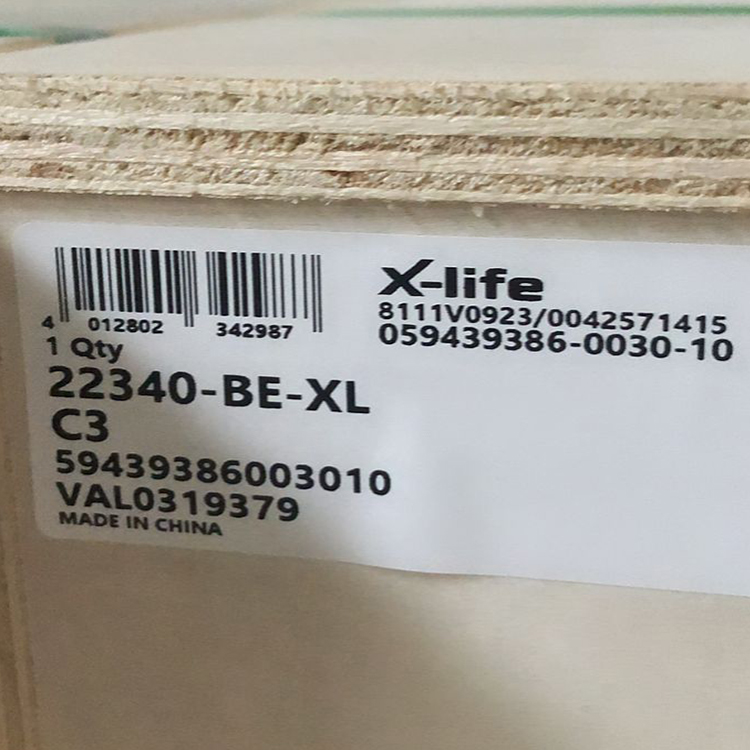 4 012802 342987
1 Qty
22340-BE-XL
C3
59439386003010
VAL0319379
MADE IN CHINA
X-life
8111V0923/0042571415
059439386-0030-10